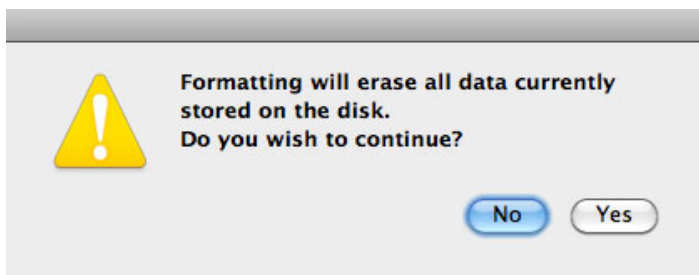 Formatting will erase all data currently
stored on the disk.
Do you wish to continue?
No Yes